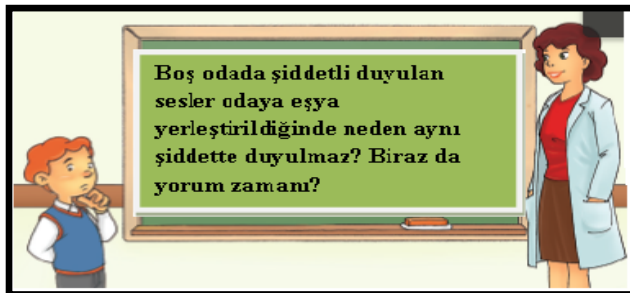 Boş odada şiddetli duyulan
sesler odaya eşya
yerleştirildiğinde neden aynı
şiddette duyulmaz? Biraz da
yorum zamanı?